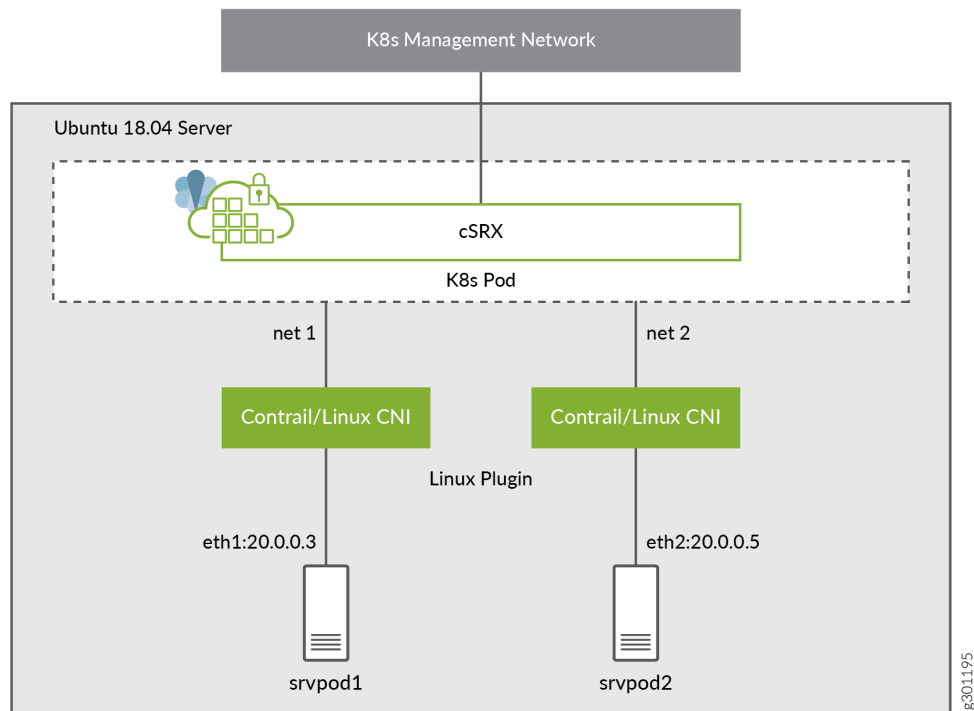 K8s Management Network
Ubuntu 18.04 Server
cSRX
K8s Pod
net 1
net 2
Contrail/Linux CNI
Contrail/Linux CNI
Linux Plugin
eth1:20.0.0.3
eth2:20.0.0.5
srvpod1
srvpod2
g301195